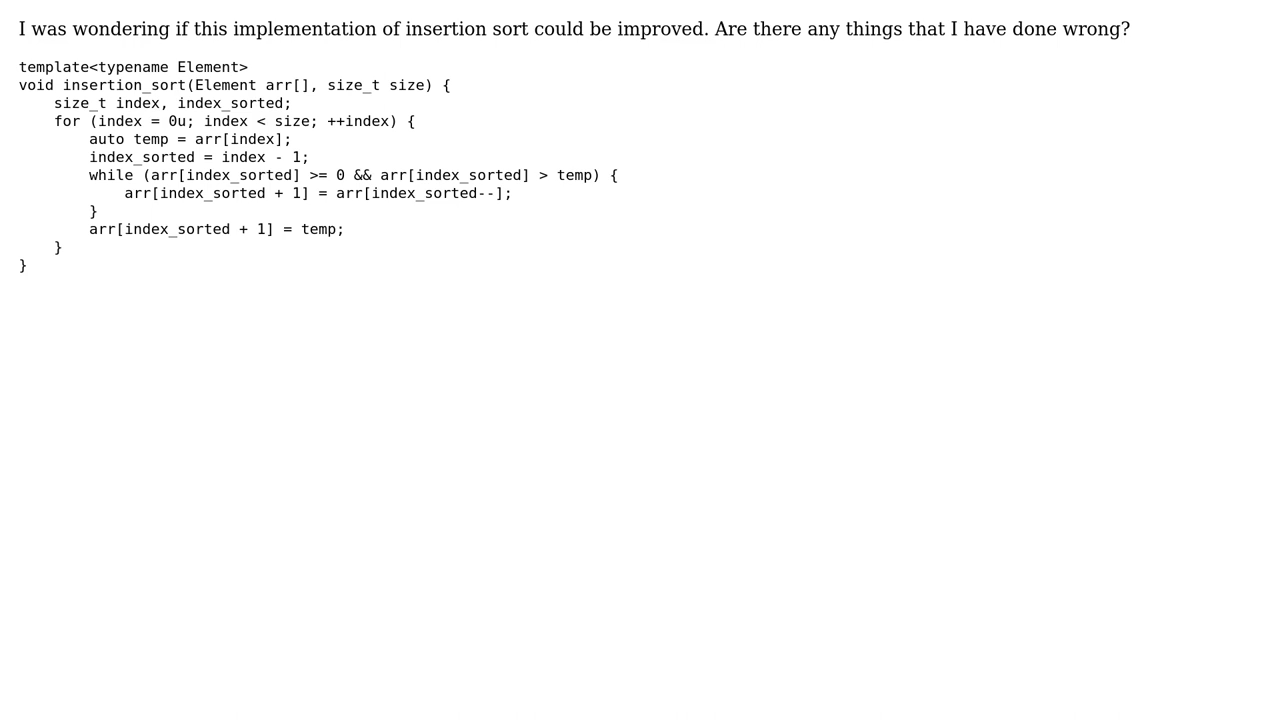 I was wondering if this implementation of insertion sort could be improved. Are there any things that I have done wrong?
template<typename Element>
void insertion_sort(Element arr[], size_t size) {
    size_t index, index_sorted;
    for (index = 0u; index < size; ++index) {
        auto temp = arr[index];
        index_sorted = index - 1;
        while (arr[index_sorted] >= 0 && arr[index_sorted] > temp) {
            arr[index_sorted + 1] = arr[index_sorted--];
        }
        arr[index_sorted + 1] = temp;
    }
}